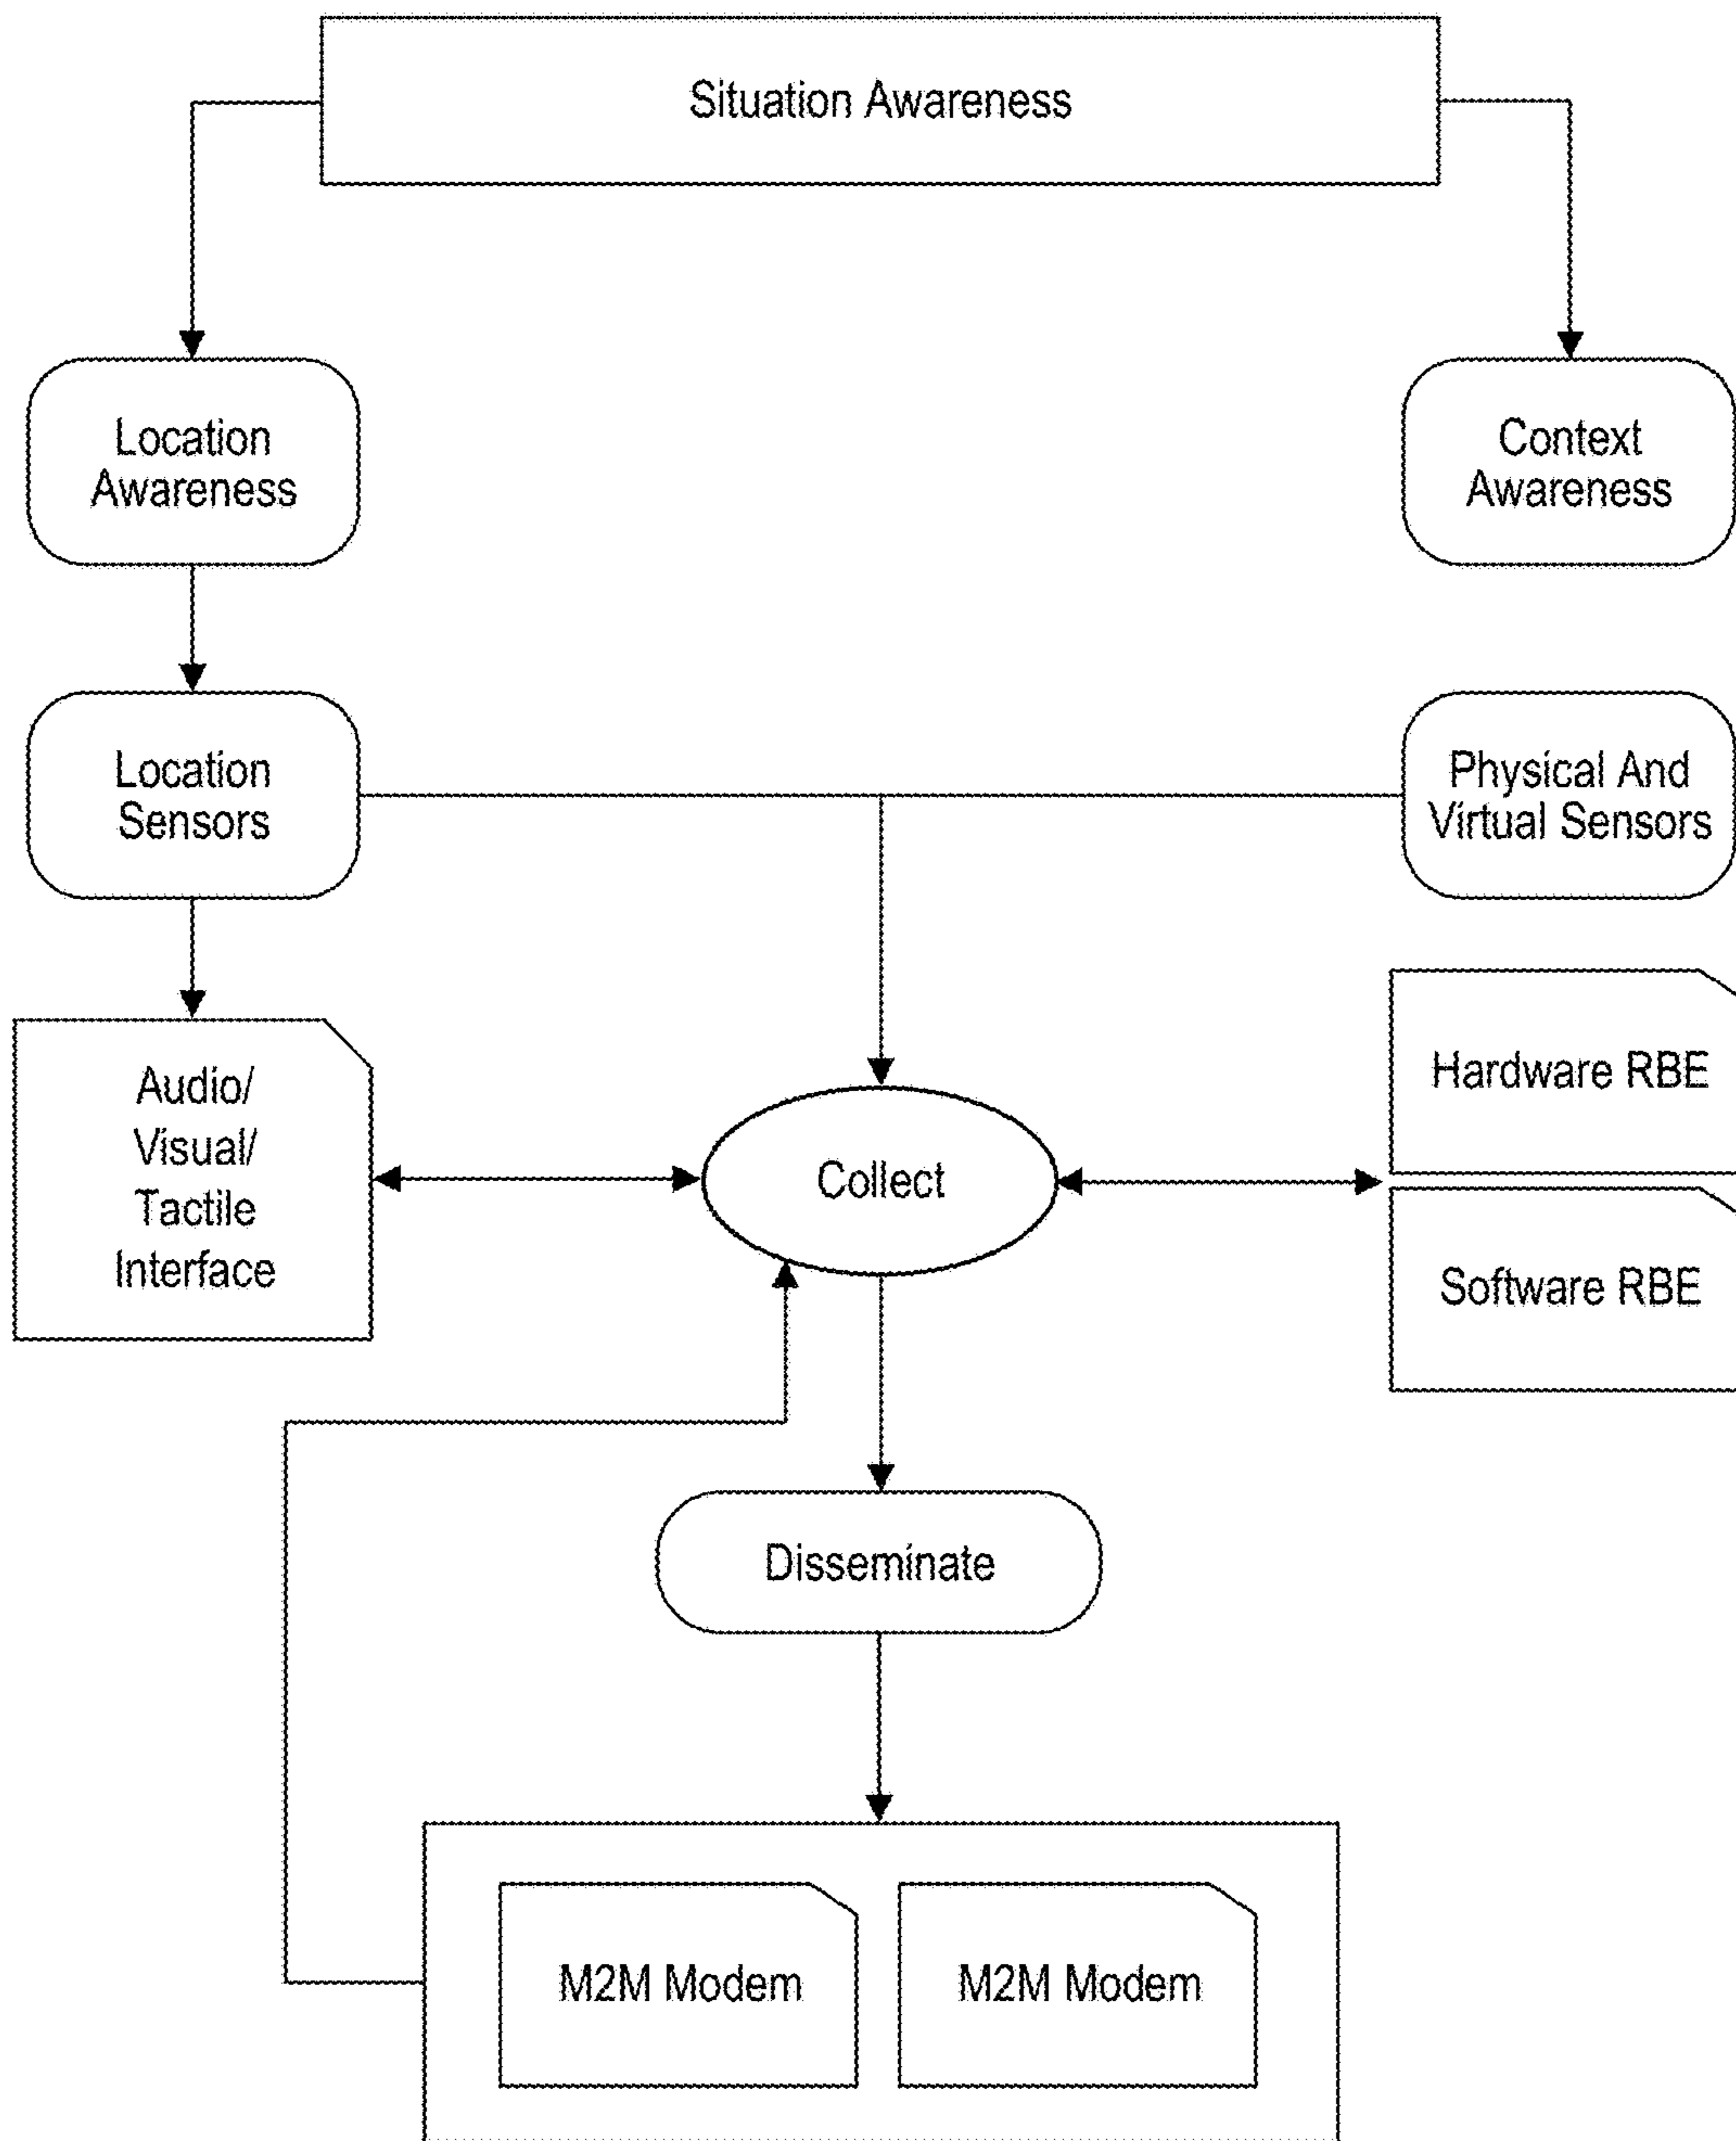 Situation Awareness
Location
Awareness
Context
Awareness
Location
Sensors
Physical And
Virtual Sensors
Audio/
Visual/
Tactile
Interface
Collect
Hardware RBE
Software RBE
Disseminate
M2M Modem
M2M Modem